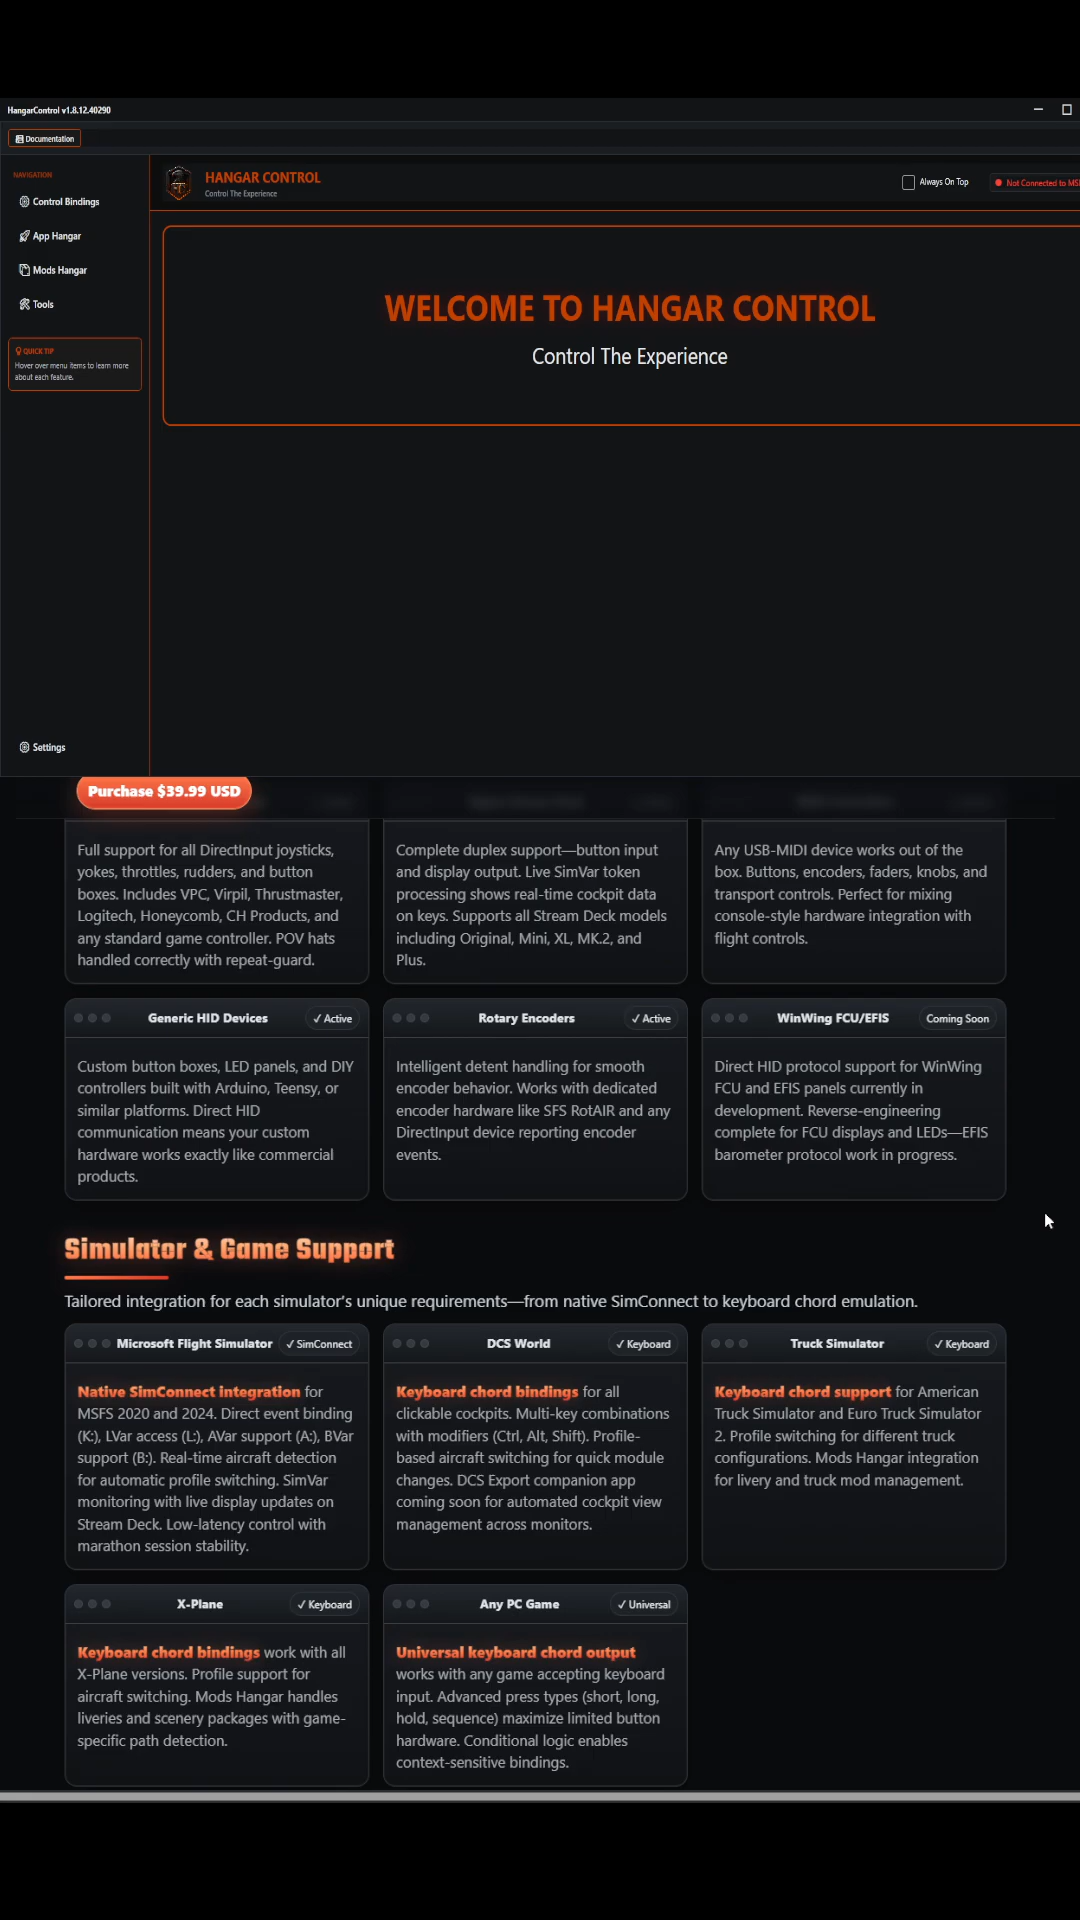 HangarControl v1.8.12.40290
Documentation
NAVIGATION
Control Bindings
App Hangar
Mods Hangar
Tools
QUICK TIP
Hover over menu items to learn more
about each feature.
Settings
HANGAR CONTROL
Control The Experience
Always On Top
Not Connected to MS
WELCOME TO HANGAR CONTROL
Control The Experience
Purchase $39.99 USD
Full support for all DirectInput joysticks,
yokes, throttles, rudders, and button
boxes. Includes VPC, Virpil, Thrustmaster,
Logitech, Honeycomb, CH Products, and
any standard game controller. POV hats
handled correctly with repeat-guard.
Complete duplex support—button input
and display output. Live SimVar token
processing shows real-time cockpit data
on keys. Supports all Stream Deck models
including Original, Mini, XL, MK.2, and
Plus.
Any USB-MIDI device works out of the
box. Buttons, encoders, faders, knobs, and
transport controls. Perfect for mixing
console-style hardware integration with
flight controls.
Generic HID Devices
✓ Active
Custom button boxes, LED panels, and DIY
controllers built with Arduino, Teensy, or
similar platforms. Direct HID
communication means your custom
hardware works exactly like commercial
products.
Rotary Encoders
✓ Active
Intelligent detent handling for smooth
encoder behavior. Works with dedicated
encoder hardware like SFS RotAIR and any
DirectInput device reporting encoder
events.
WinWing FCU/EFIS
Coming Soon
Direct HID protocol support for WinWing
FCU and EFIS panels currently in
development. Reverse-engineering
complete for FCU displays and LEDs—EFIS
barometer protocol work in progress.
Simulator & Game Support
Tailored integration for each simulator's unique requirements—from native SimConnect to keyboard chord emulation.
Microsoft Flight Simulator
✓ SimConnect
Native SimConnect integration for
MSFS 2020 and 2024. Direct event binding
(K:), LVar access (L:), AVar support (A:), BVar
support (B:). Real-time aircraft detection
for automatic profile switching. SimVar
monitoring with live display updates on
Stream Deck. Low-latency control with
marathon session stability.
DCS World
✓ Keyboard
Keyboard chord bindings for all
clickable cockpits. Multi-key combinations
with modifiers (Ctrl, Alt, Shift). Profile-
based aircraft switching for quick module
changes. DCS Export companion app
coming soon for automated cockpit view
management across monitors.
Truck Simulator
✓ Keyboard
Keyboard chord support for American
Truck Simulator and Euro Truck Simulator
2. Profile switching for different truck
configurations. Mods Hangar integration
for livery and truck mod management.
X-Plane
✓ Keyboard
Keyboard chord bindings work with all
X-Plane versions. Profile support for
aircraft switching. Mods Hangar handles
liveries and scenery packages with game-
specific path detection.
Any PC Game
✓ Universal
Universal keyboard chord output
works with any game accepting keyboard
input. Advanced press types (short, long,
hold, sequence) maximize limited button
hardware. Conditional logic enables
context-sensitive bindings.